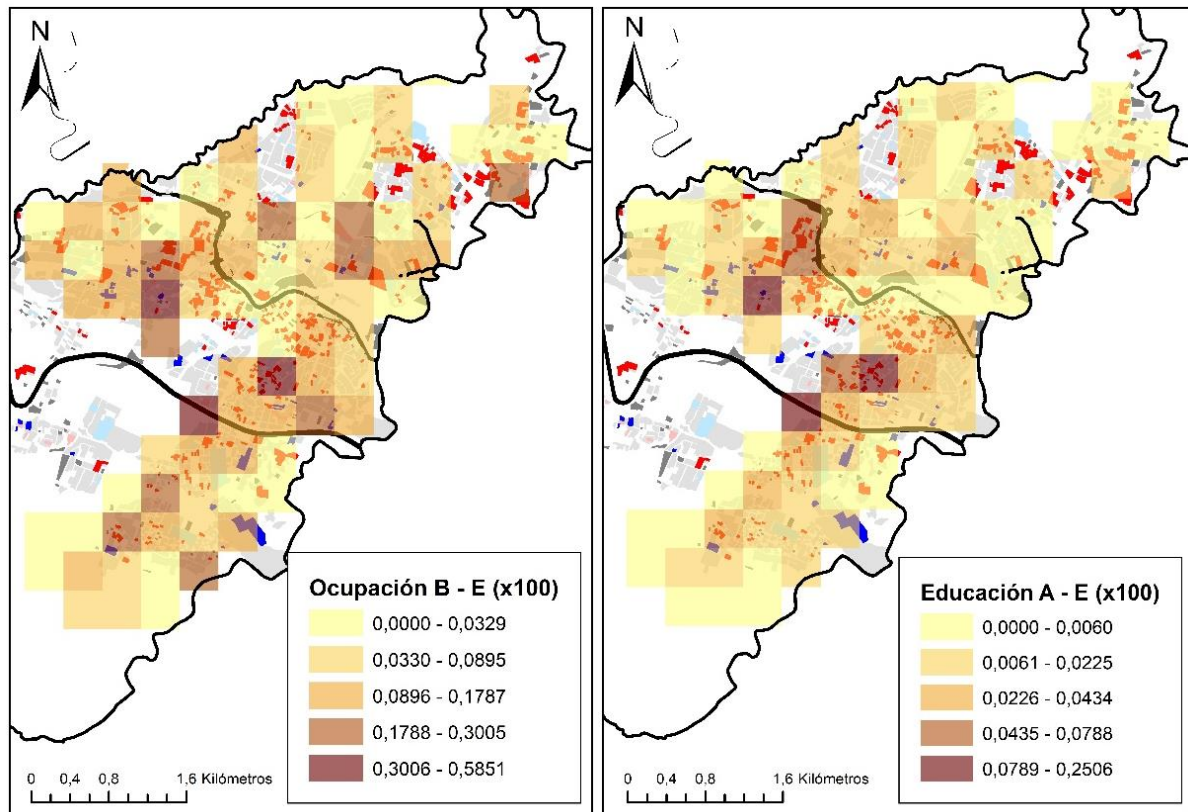 N
Ocupación B - E (x100)
0,0000 - 0,0329
0,0330 - 0,0895
0,0896 - 0,1787
0,1788 - 0,3005
0,3006 - 0,5851
0 0,4 0,8 1,6 Kilómetros
N
Educación A - E (x100)
0,0000 - 0,0060
0,0061 - 0,0225
0,0226 - 0,0434
0,0435 - 0,0788
0,0789 - 0,2506
0 0,4 0,8 1,6 Kilómetros